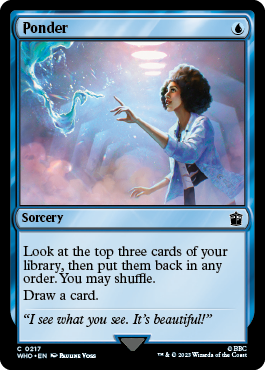 Ponder
Sorcery
Look at the top three cards of your
library, then put them back in any
order. You may shuffle.
Draw a card.
"I see what you see. It's beautiful!"
C 0217
© BBC
WHO • EN Pauline Voss
™ & © 2023 Wizards of the Coast